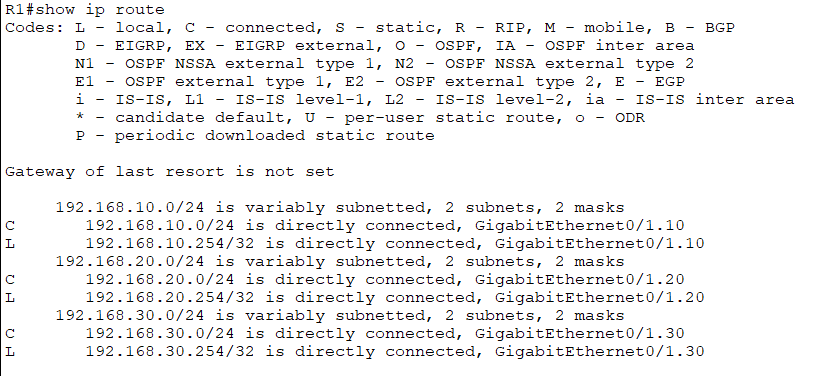 R1#show ip route
Codes: L - local, C - connected, S - static, R - RIP, M - mobile, B - BGP
D - EIGRP, EX - EIGRP external, O - OSPF, IA - OSPF inter area
N1 - OSPF NSSA external type 1, N2 - OSPF NSSA external type 2
E1 - OSPF external type 1, E2 - OSPF external type 2, E - EGP
i - IS-IS, L1 - IS-IS level-1, L2 - IS-IS level-2, ia - IS-IS inter area
* - candidate default, U - per-user static route, o - ODR
P - periodic downloaded static route
Gateway of last resort is not set
192.168.10.0/24 is variably subnetted, 2 subnets, 2 masks
C 192.168.10.0/24 is directly connected, GigabitEthernet0/1.10
L 192.168.10.254/32 is directly connected, GigabitEthernet0/1.10
192.168.20.0/24 is variably subnetted, 2 subnets, 2 masks
C 192.168.20.0/24 is directly connected, GigabitEthernet0/1.20
L 192.168.20.254/32 is directly connected, GigabitEthernet0/1.20
192.168.30.0/24 is variably subnetted, 2 subnets, 2 masks
C 192.168.30.0/24 is directly connected, GigabitEthernet0/1.30
L 192.168.30.254/32 is directly connected, GigabitEthernet0/1.30